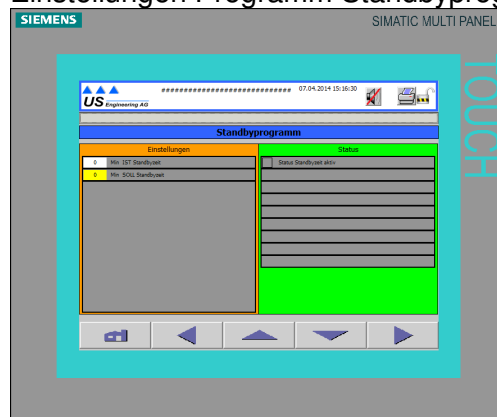 Einstellungen Programm Standbyprog
SIEMENS
SIMATIC MULTI PANEL
TOUCH
US Engineering AG
############################## 07.04.2014 15:16:30
Standbyprogramm
Einstellungen
0 Min IST Standbyzeit
0 Min SOLL Standbyzeit
Status
Status Standbyzeit aktiv